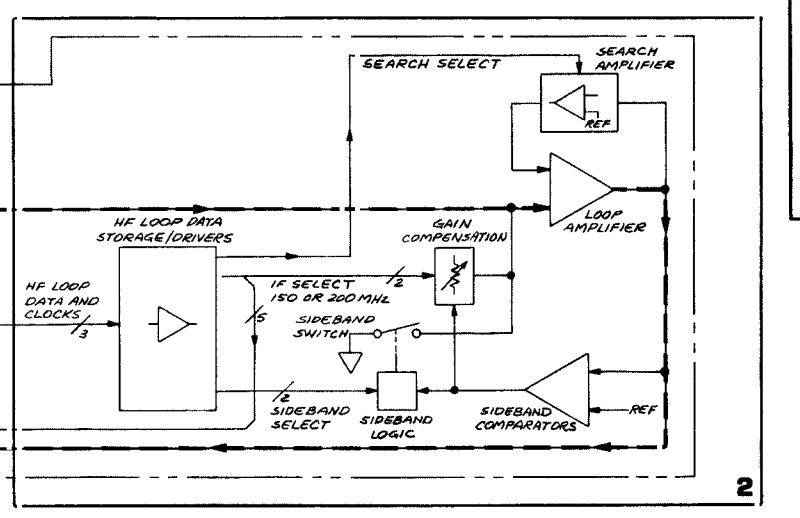 SEARCH SELECT
SEARCH
AMPLIFIER
REF
LOOP
AMPLIFIER
HF LOOP DATA
STORAGE/DRIVERS
GAIN
COMPENSATION
HF LOOP
DATA AND
CLOCKS
3
IF SELECT
150 OR 200 MHz
2
5
SIDEBAND
SWITCH
2
SIDEBAND
SELECT
SIDEBAND
LOGIC
SIDEBAND
COMPARATORS
REF
2